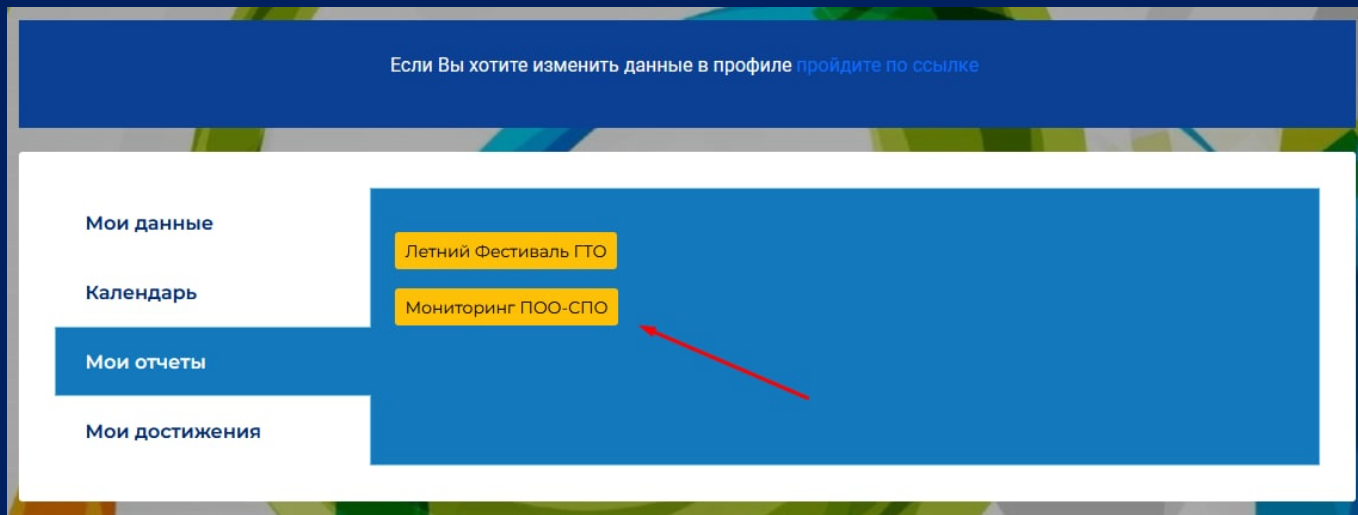 Если Вы хотите изменить данные в профиле пройдите по ссылке
Мои данные
Календарь
Мои отчеты
Мои достижения
Летний Фестиваль ГТО
Мониторинг ПОО-СПО